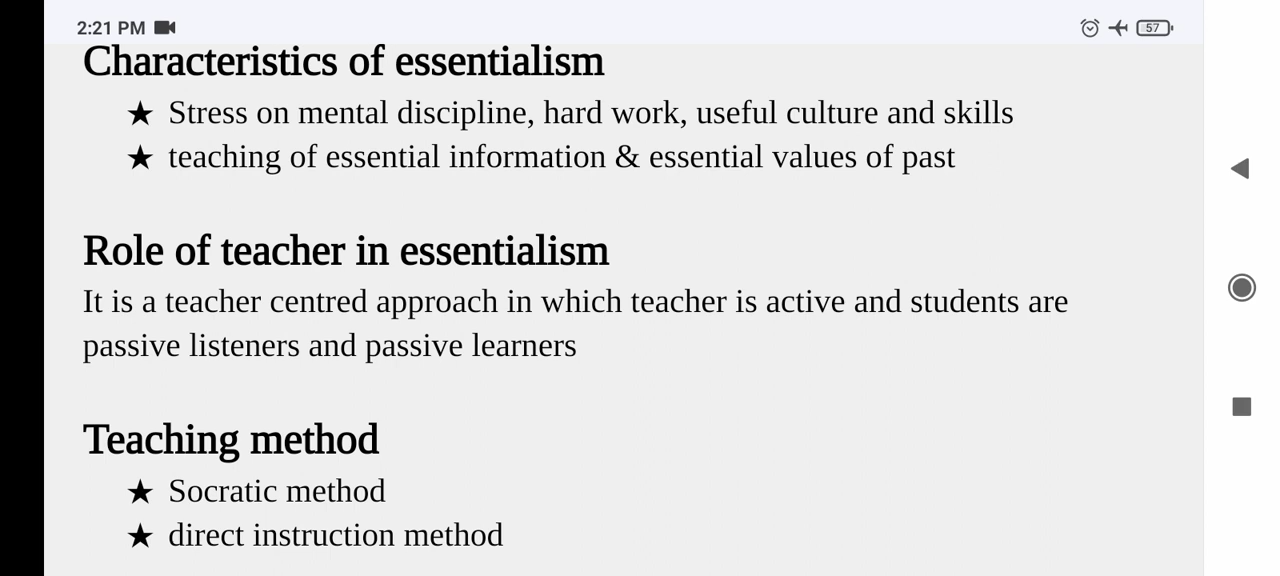 2:21 PM
57
Characteristics of essentialism
★ Stress on mental discipline, hard work, useful culture and skills
★ teaching of essential information & essential values of past
Role of teacher in essentialism
It is a teacher centred approach in which teacher is active and students are
passive listeners and passive learners
Teaching method
★ Socratic method
★ direct instruction method